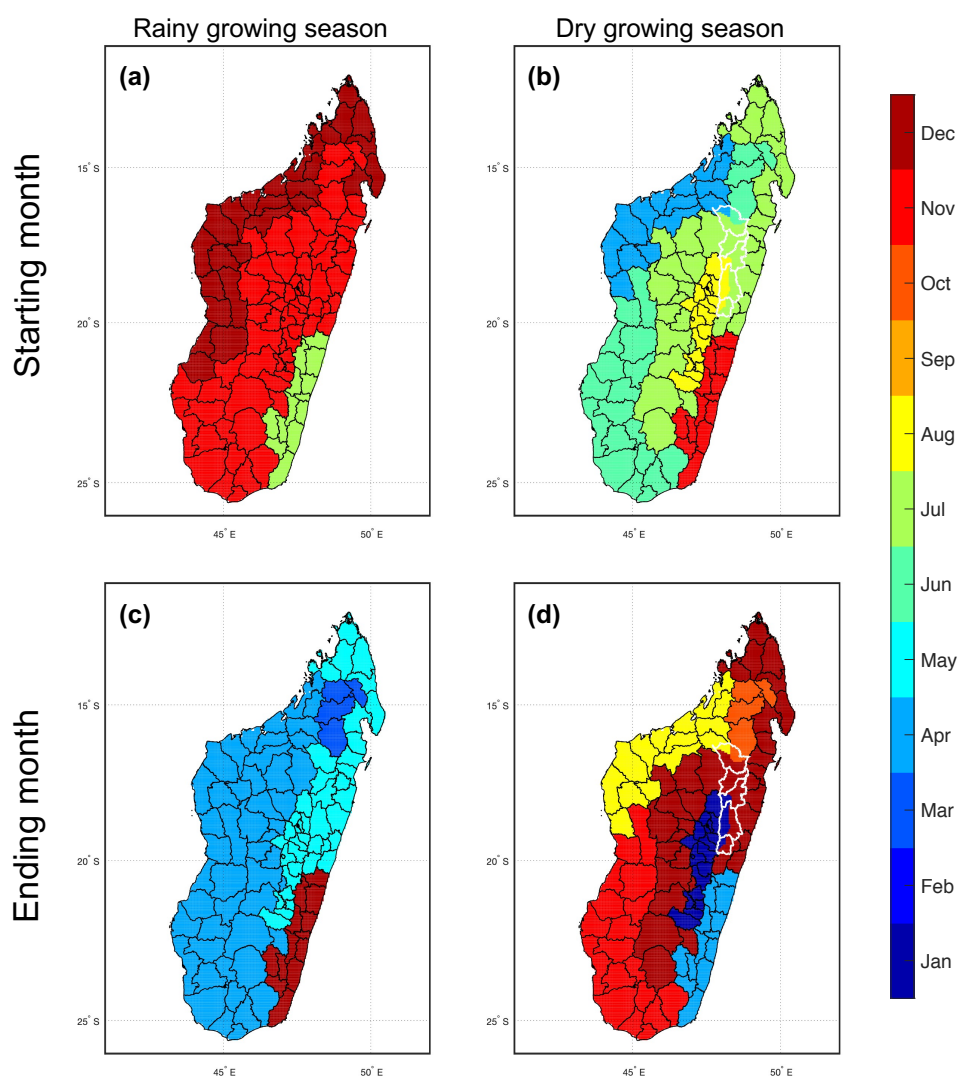 Rainy growing season
Dry growing season
Starting month
(a)
15° S
20° S
25° S
45° E
50° E
(b)
15° S
20° S
25° S
45° E
50° E
Dec
Nov
Oct
Sep
Aug
Jul
Jun
May
Apr
Mar
Feb
Jan
Ending month
(c)
15° S
20° S
25° S
45° E
50° E
(d)
15° S
20° S
25° S
45° E
50° E